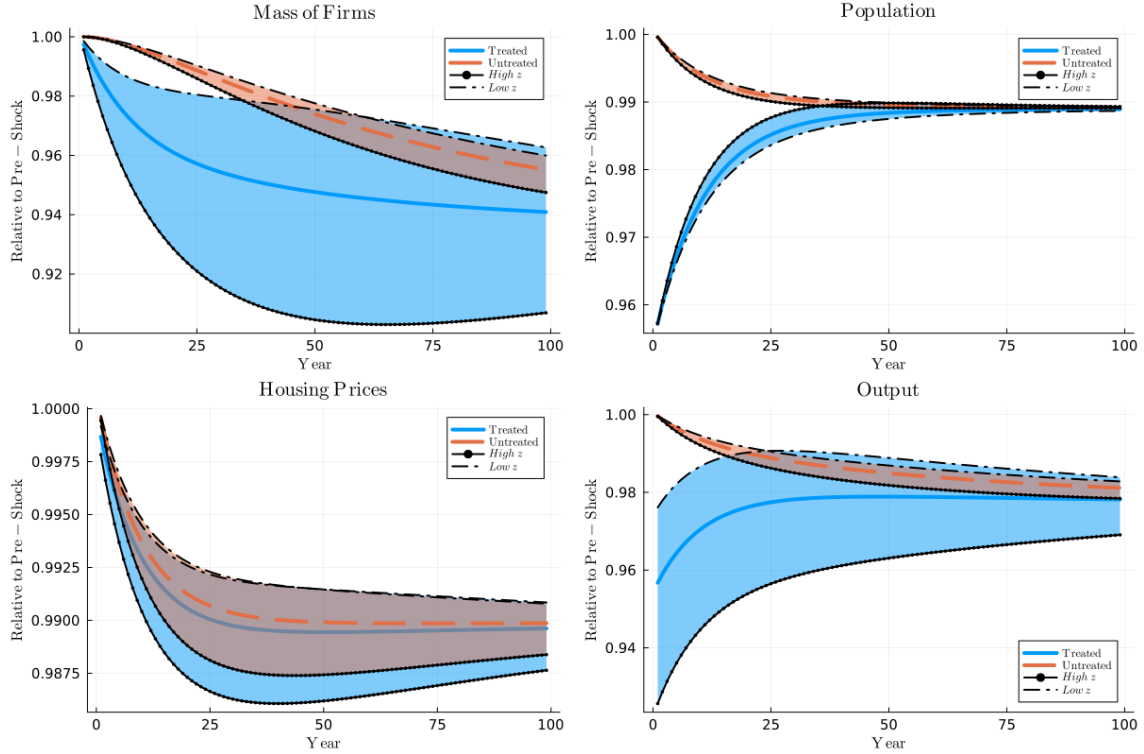 Mass of Firms
Relative to Pre − Shock
1.00
0.98
0.96
0.94
0.92
0
25
50
75
100
Year
Treated
Untreated
High z
Low z
Population
Relative to Pre − Shock
1.00
0.99
0.98
0.97
0.96
0
25
50
75
100
Year
Treated
Untreated
High z
Low z
Housing Prices
Relative to Pre − Shock
1.0000
0.9975
0.9950
0.9925
0.9900
0.9875
0
25
50
75
100
Year
Treated
Untreated
High z
Low z
Output
Relative to Pre − Shock
1.00
0.98
0.96
0.94
0
25
50
75
100
Year
Treated
Untreated
High z
Low z